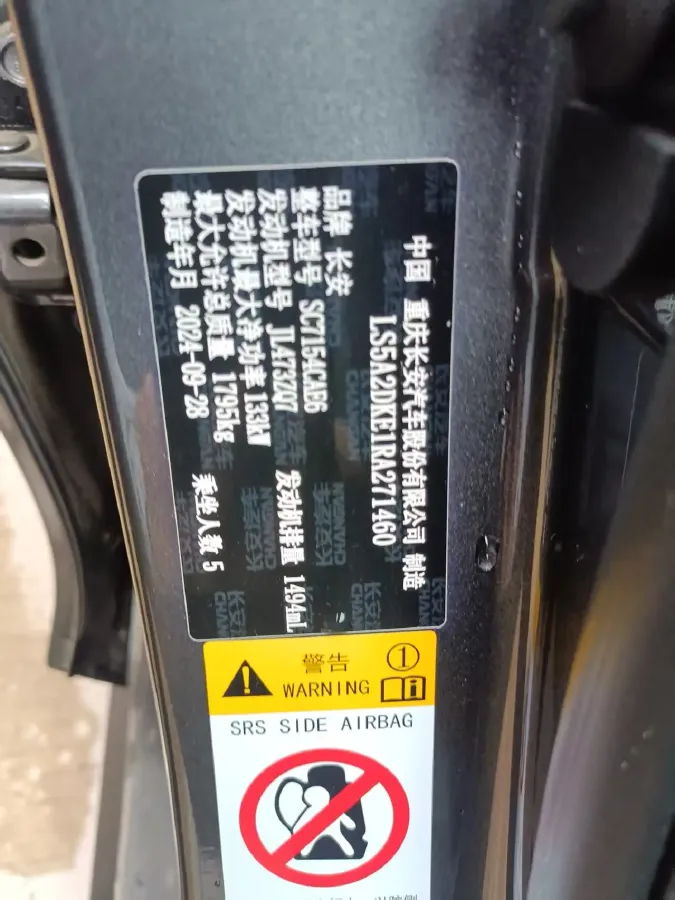 中国 重庆长安汽车股份有限公司 制造
LS5A2DKE1RA271460
品牌 长安
整车型号 SC7154CAE6
发动机型号 JL473ZQ7 发动机排量 1494mL
发动机最大净功率 133kW
最大允许总质量 1795kg
制造年月 2024-09-28 乘坐人数 5
警告 ①
WARNING
SRS SIDE AIRBAG